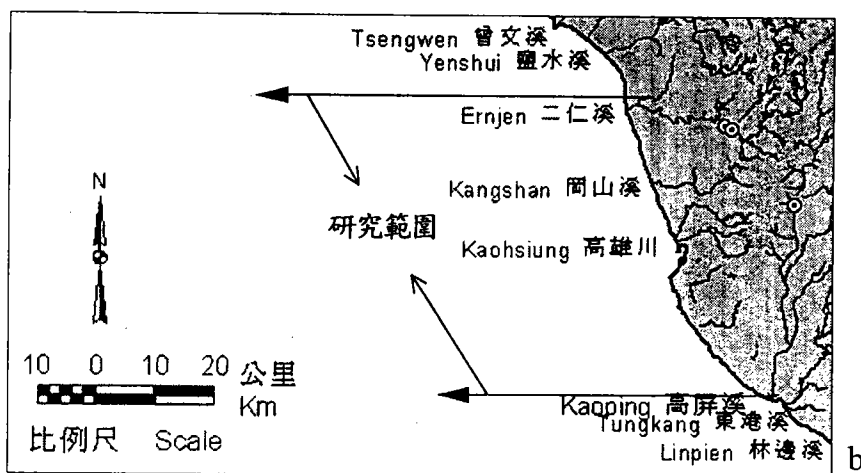 Tsengwen 曾文溪
Yenshui 鹽水溪
Ernjen 二仁溪
N
Kangshan 岡山溪
研究範圍
Kaohsiung 高雄川
10 0 10 20 公里
Km
Kaoping 高屏溪
Tungkang 東港溪
比例尺 Scale
Linpien 林邊溪
b